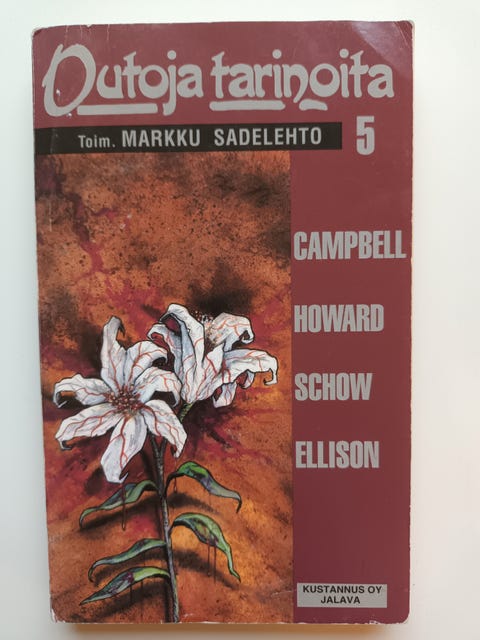 Outoja tarinoita
Toim. MARKKU SADELEHTO
5
CAMPBELL
HOWARD
SCHOW
ELLISON
KUSTANNUS OY
JALAVA